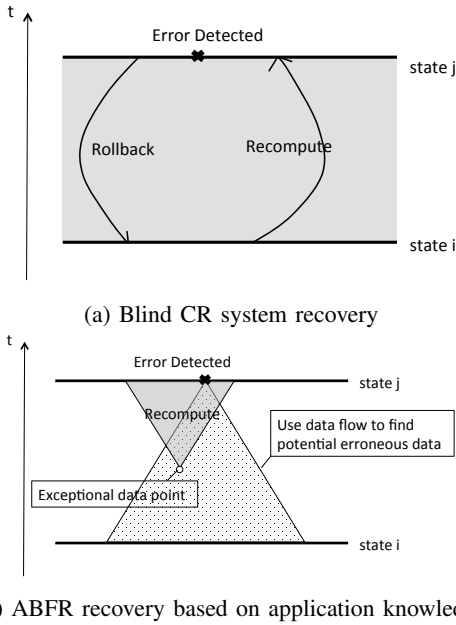 t
Error Detected
state j
Rollback
Recompute
state i
(a) Blind CR system recovery
t
Error Detected
state j
Recompute
Use data flow to find
potential erroneous data
Exceptional data point
state i
) ABFR recovery based on application